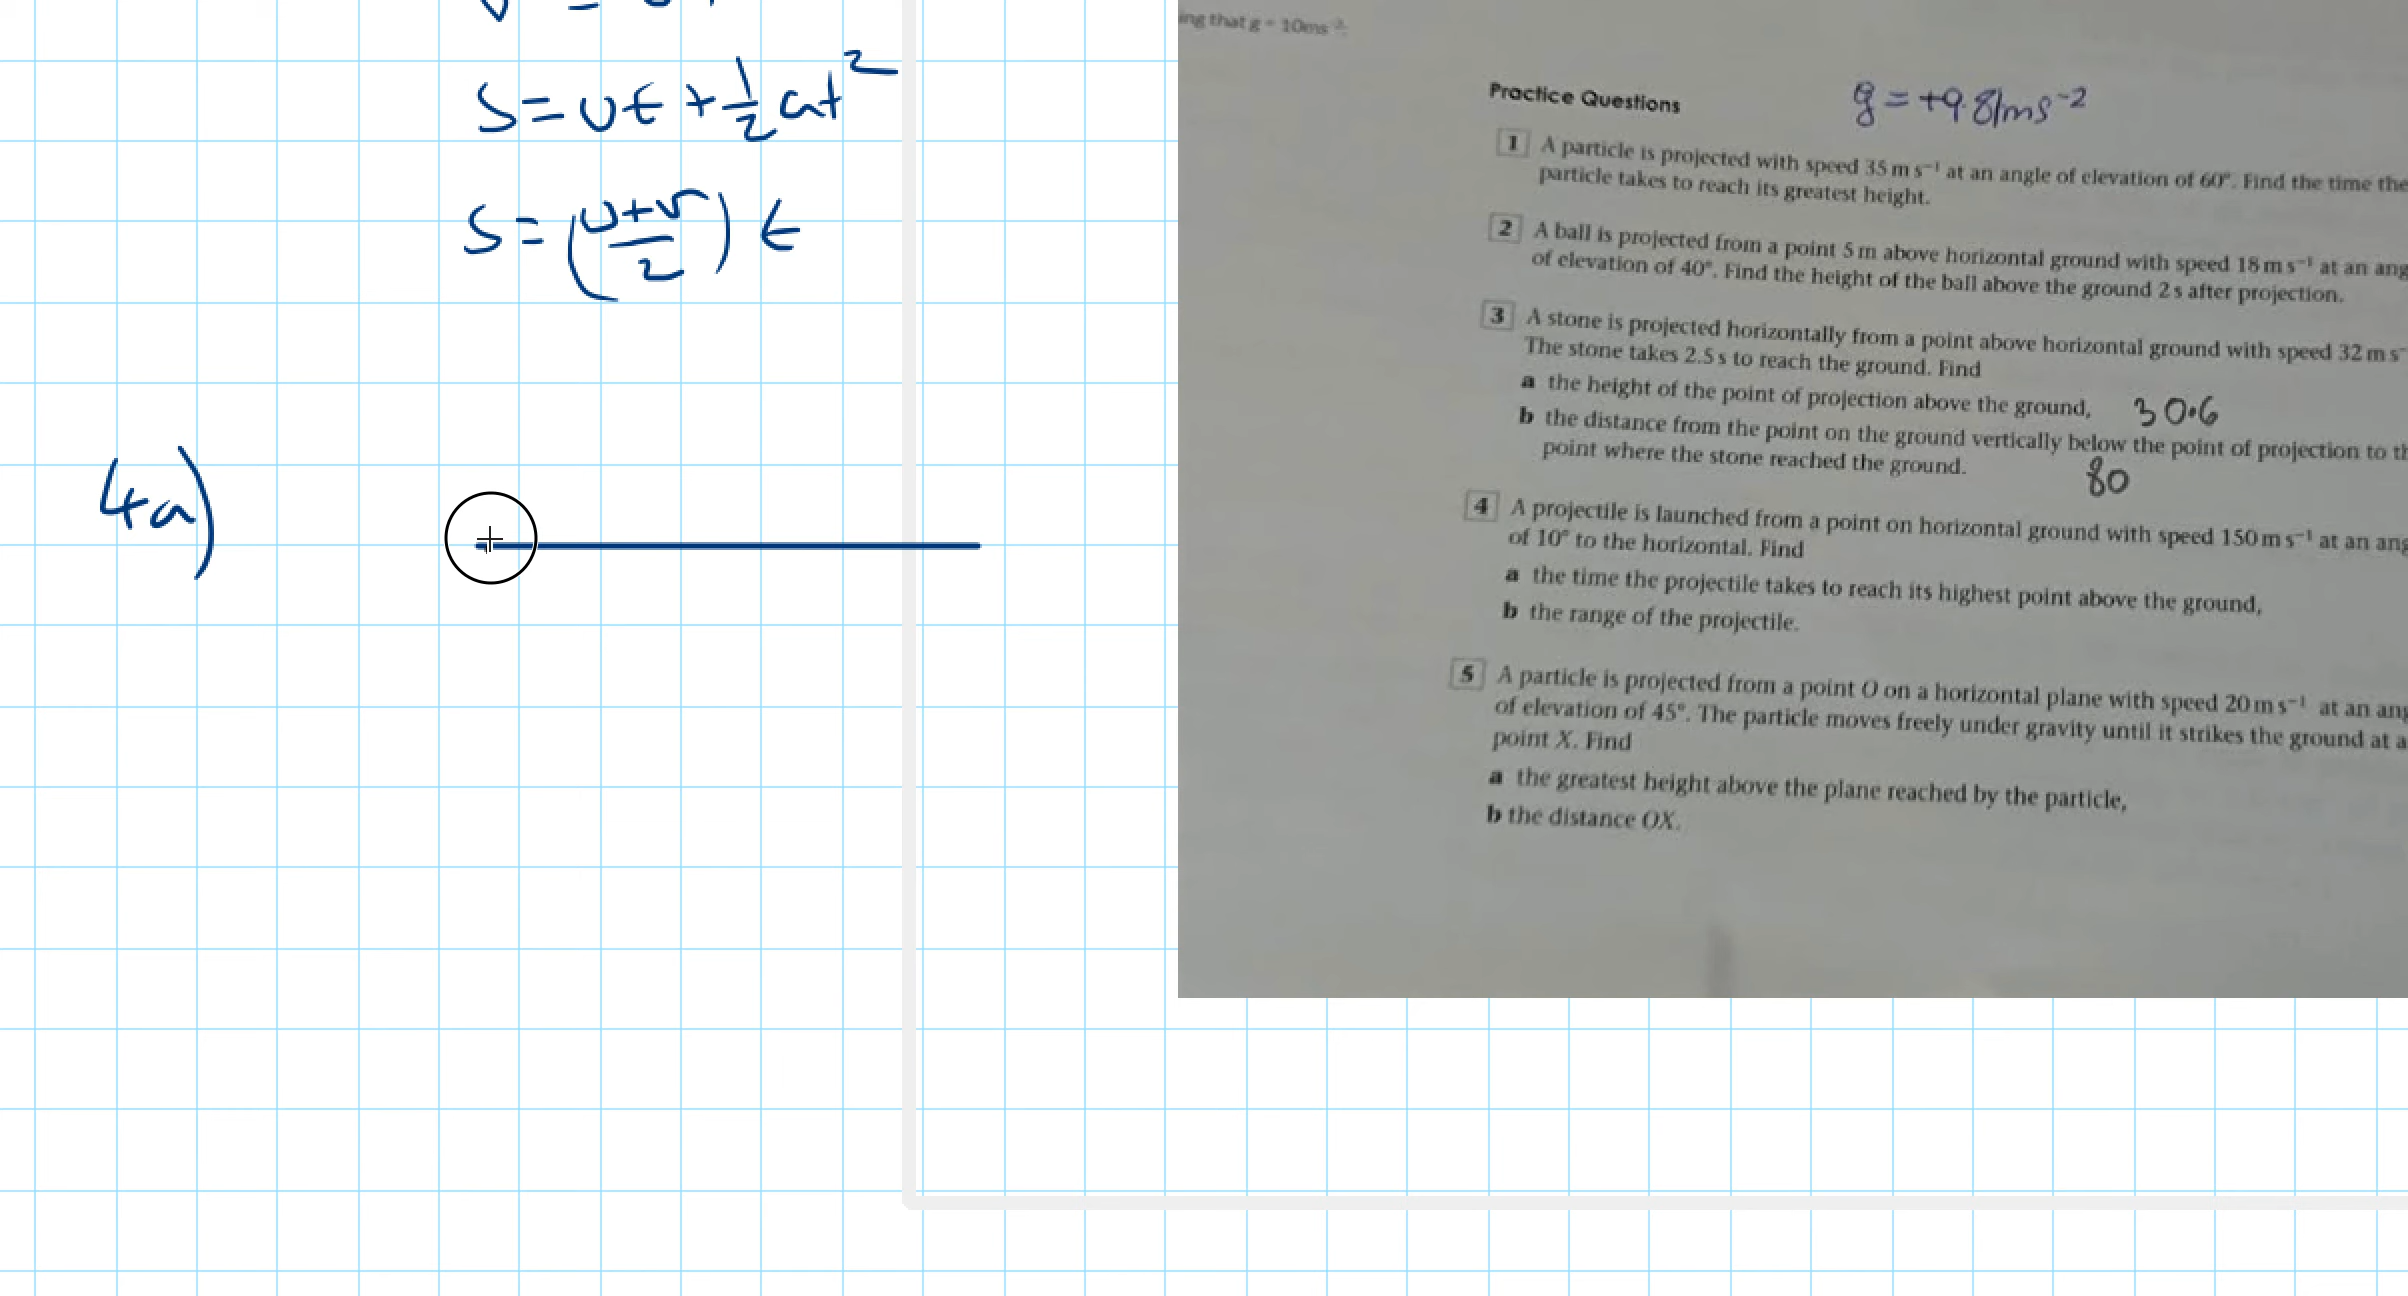 S=ut+½at²
S=(u+v/2)t
4a)
ing that g = 10ms⁻²
Practice Questions
g=+9.81ms⁻²
1 A particle is projected with speed 35 m s⁻¹ at an angle of elevation of 60°. Find the time the
particle takes to reach its greatest height.
2 A ball is projected from a point 5 m above horizontal ground with speed 18 m s⁻¹ at an ang
of elevation of 40°. Find the height of the ball above the ground 2 s after projection.
3 A stone is projected horizontally from a point above horizontal ground with speed 32 m s⁻
The stone takes 2.5 s to reach the ground. Find
a the height of the point of projection above the ground, 30.6
b the distance from the point on the ground vertically below the point of projection to th
point where the stone reached the ground. 80
4 A projectile is launched from a point on horizontal ground with speed 150 m s⁻¹ at an ang
of 10° to the horizontal. Find
a the time the projectile takes to reach its highest point above the ground,
b the range of the projectile.
5 A particle is projected from a point O on a horizontal plane with speed 20 m s⁻¹ at an ang
of elevation of 45°. The particle moves freely under gravity until it strikes the ground at a
point X. Find
a the greatest height above the plane reached by the particle,
b the distance OX.